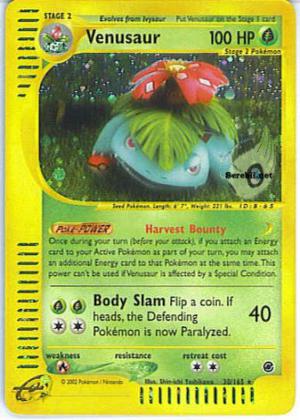 STAGE 2
Evolves from Ivysaur
Put Venusaur on the Stage 1 card
Venusaur
100 HP
Stage 2 Pokémon
Serebii.net
Seed Pokémon. Length: 6' 7", Weight: 221 lbs. ID:B-65
POKé-POWER Harvest Bounty
Once during your turn (before your attack), if you attach an Energy
card to your Active Pokémon as part of your turn, you may attach
an additional Energy card to that Pokémon at the same time. This
power can't be used if Venusaur is affected by a Special Condition.
Body Slam Flip a coin. If
heads, the Defending
Pokémon is now Paralyzed.
40
weakness resistance retreat cost
© 2002 Pokémon / Nintendo
Illus. Shin-ichi Yoshikawa
30/165